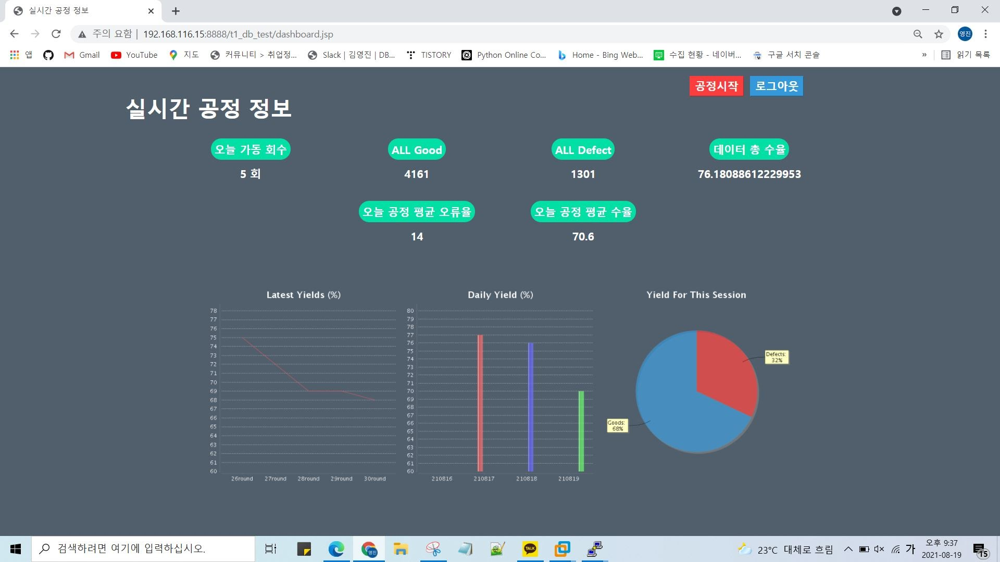 실시간 공정 정보
주의 요함 | 192.168.116.15:8888/t1_db_test/dashboard.jsp
영진
앱 Gmail YouTube 지도 커뮤니티 > 취업정... Slack | 김영진 | DB... TISTORY Python Online Co... Home - Bing Web... 수집 현황 - 네이버... 구글 서치 콘솔 » 읽기 목록
공정시작 로그아웃
실시간 공정 정보
오늘 가동 회수 ALL Good ALL Defect 데이터 총 수율
5 회 4161 1301 76.18088612229953
오늘 공정 평균 오류율 오늘 공정 평균 수율
14 70.6
Latest Yields (%)
78
77
76
75
74
73
72
71
70
69
68
67
66
65
64
63
62
61
60
26round 27round 28round 29round 30round
Daily Yield (%)
80
79
78
77
76
75
74
73
72
71
70
69
68
67
66
65
64
63
62
61
60
210816 210817 210818 210819
Yield For This Session
Defects:
32%
Goods:
68%
검색하려면 여기에 입력하십시오.
영진
TALK
23°C 대체로 흐림
가
오후 9:37
2021-08-19
15